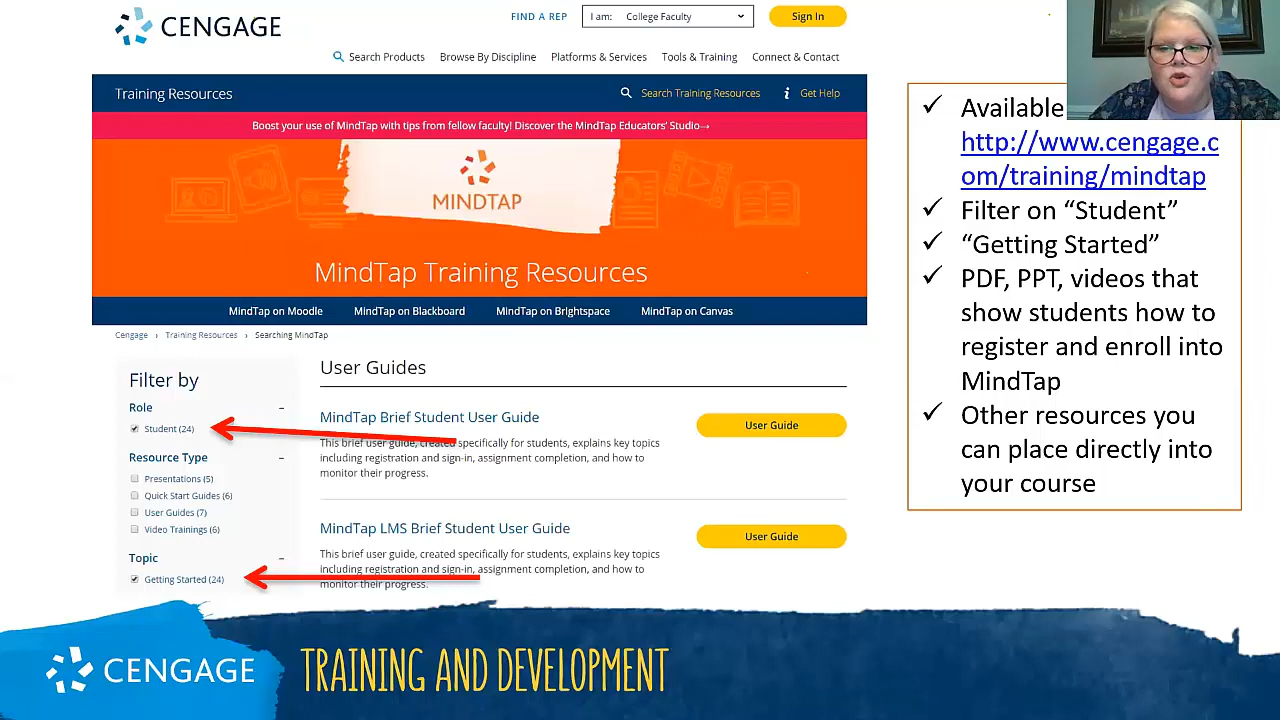 CENGAGE
FIND A REP
I am: College Faculty
Sign In
Search Products Browse By Discipline Platforms & Services Tools & Training Connect & Contact
Training Resources
Search Training Resources
i Get Help
Boost your use of MindTap with tips from fellow faculty! Discover the MindTap Educators' Studio→
MINDTAP
MindTap Training Resources
MindTap on Moodle MindTap on Blackboard MindTap on Brightspace MindTap on Canvas
Cengage › Training Resources › Searching MindTap
Filter by
Role –
Student (24)
Resource Type –
Presentations (5)
Quick Start Guides (6)
User Guides (7)
Video Trainings (6)
Topic –
Getting Started (24)
User Guides
MindTap Brief Student User Guide
User Guide
This brief user guide, created specifically for students, explains key topics
including registration and sign-in, assignment completion, and how to
monitor their progress.
MindTap LMS Brief Student User Guide
User Guide
This brief user guide, created specifically for students, explains key topics
including registration and sign-in, assignment completion, and how to
monitor their progress.
✓ Available
http://www.cengage.c
om/training/mindtap
✓ Filter on “Student”
✓ “Getting Started”
✓ PDF, PPT, videos that
show students how to
register and enroll into
MindTap
✓ Other resources you
can place directly into
your course
CENGAGE
TRAINING AND DEVELOPMENT